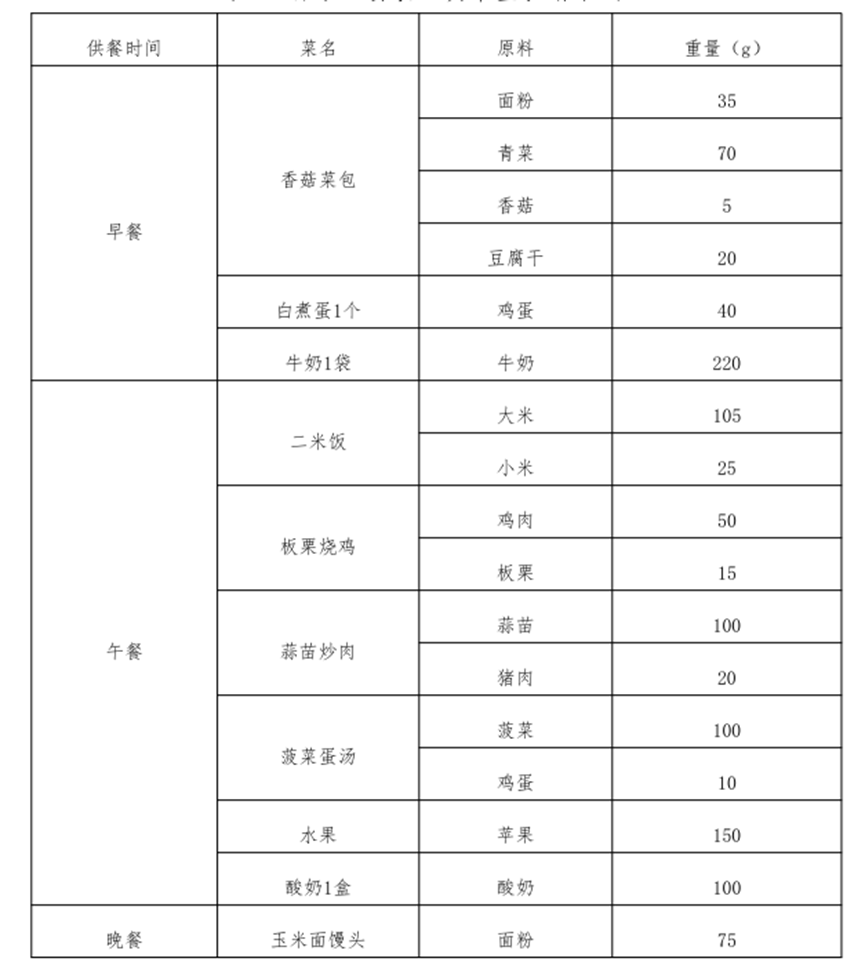 供餐时间 菜名 原料 重量（g）
早餐 香菇菜包 面粉 35
青菜 70
香菇 5
豆腐干 20
白煮蛋1个 鸡蛋 40
牛奶1袋 牛奶 220
午餐 二米饭 大米 105
小米 25
板栗烧鸡 鸡肉 50
板栗 15
蒜苗炒肉 蒜苗 100
猪肉 20
菠菜蛋汤 菠菜 100
鸡蛋 10
水果 苹果 150
酸奶1盒 酸奶 100
晚餐 玉米面馒头 面粉 75